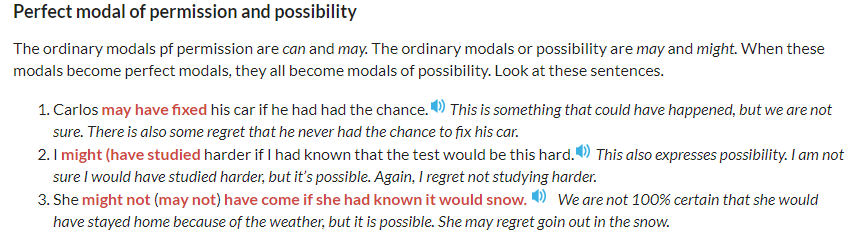 Perfect modal of permission and possibility
The ordinary modals pf permission are can and may. The ordinary modals or possibility are may and might. When these
modals become perfect modals, they all become modals of possibility. Look at these sentences.
1. Carlos may have fixed his car if he had had the chance. This is something that could have happened, but we are not
sure. There is also some regret that he never had the chance to fix his car.
2. I might (have studied harder if I had known that the test would be this hard. This also expresses possibility. I am not
sure I would have studied harder, but it’s possible. Again, I regret not studying harder.
3. She might not (may not) have come if she had known it would snow. We are not 100% certain that she would
have stayed home because of the weather, but it is possible. She may regret goin out in the snow.